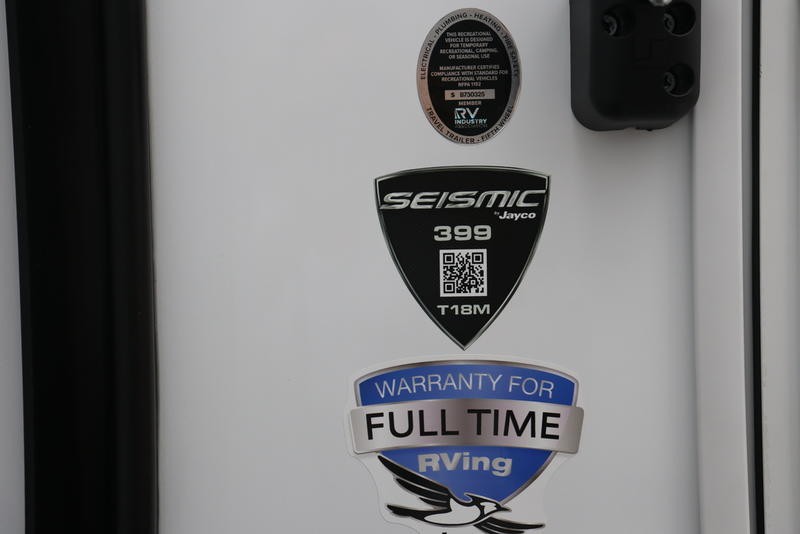 ELECTRICAL - PLUMBING - HEATING - FIRE SAFETY
THIS RECREATIONAL
VEHICLE IS DESIGNED
FOR TEMPORARY
RECREATIONAL, CAMPING,
OR SEASONAL USE
MANUFACTURER CERTIFIES
COMPLIANCE WITH STANDARD FOR
RECREATIONAL VEHICLES
NFPA 1192
S B730325
MEMBER
RV
INDUSTRY
ASSOCIATION
TRAVEL TRAILER - FIFTH WHEEL
SEISMIC
by Jayco
399
T18M
WARRANTY FOR
FULL TIME
RVing